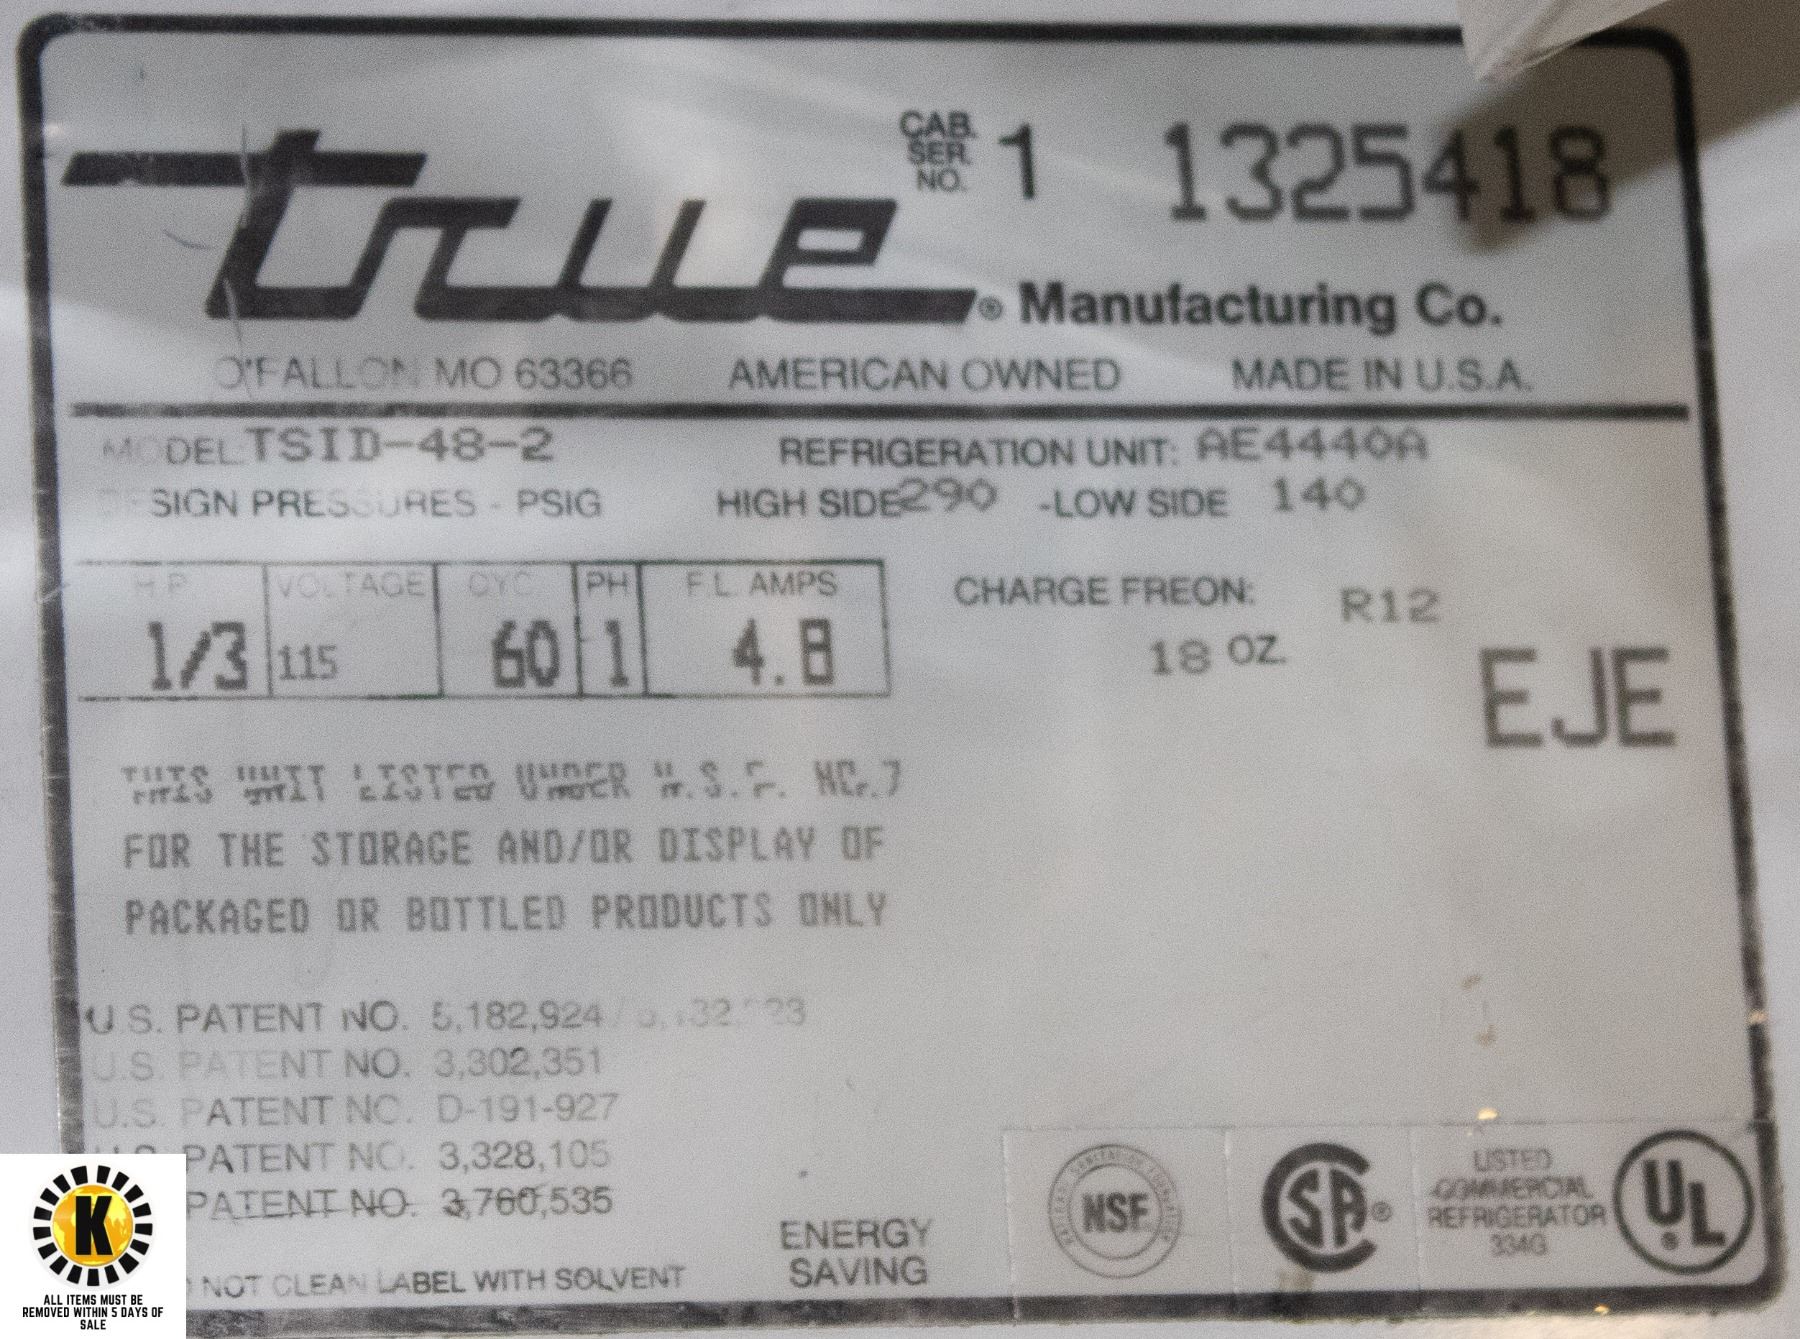 true® Manufacturing Co.
CAB. SER. NO. 1 1325418
O'FALLON MO 63366 AMERICAN OWNED MADE IN U.S.A.
MODEL: TSID-48-2 REFRIGERATION UNIT: AE4440A
DESIGN PRESSURES - PSIG HIGH SIDE 290 -LOW SIDE 140
H.P. VOLTAGE CYC PH F.L. AMPS
1/3 115 60 1 4.8
CHARGE FREON: R12
18 OZ.
EJE
THIS UNIT LISTED UNDER N.S.F. NO.7
FOR THE STORAGE AND/OR DISPLAY OF
PACKAGED OR BOTTLED PRODUCTS ONLY
U.S. PATENT NO. 5,182,924 /
U.S. PATENT NO. 3,302,351
U.S. PATENT NO. D-191-927
U.S. PATENT NO. 3,328,105
PATENT NO. 3,760,535
NOT CLEAN LABEL WITH SOLVENT
ENERGY
SAVING
NSF
SA®
LISTED
COMMERCIAL
REFRIGERATOR
334G
UL®
K
ALL ITEMS MUST BE
REMOVED WITHIN 5 DAYS OF
SALE